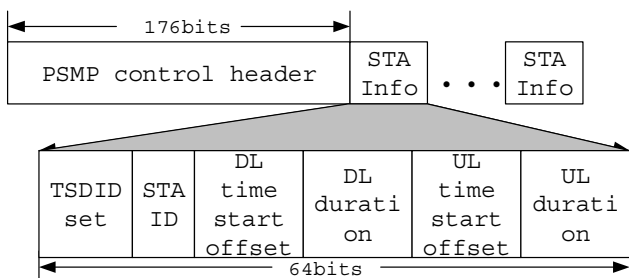 176bits
PSMP control header
STA
Info
. . .
STA
Info
TSDID
set
STA
ID
DL
time
start
offset
DL
durati
on
UL
time
start
offset
UL
durati
on
64bits